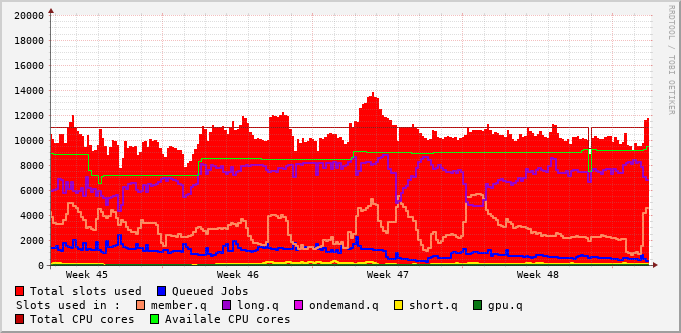 20000
18000
16000
14000
12000
10000
8000
6000
4000
2000
0
Week 45 Week 46 Week 47 Week 48
RRDTOOL / TOBI OETIKER
Total slots used Queued Jobs
Slots used in : member.q long.q ondemand.q short.q gpu.q
Total CPU cores Availale CPU cores